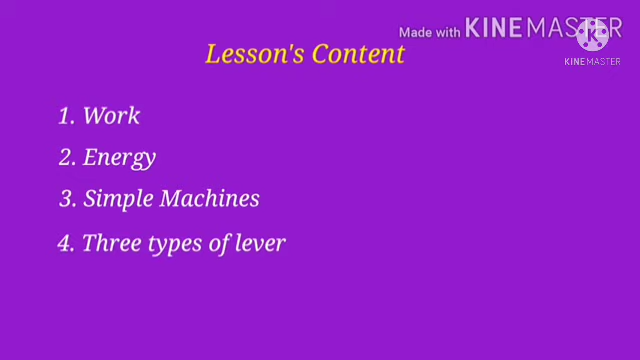 Made with KINEMASTER
KINEMASTER
Lesson's Content
1. Work
2. Energy
3. Simple Machines
4. Three types of lever